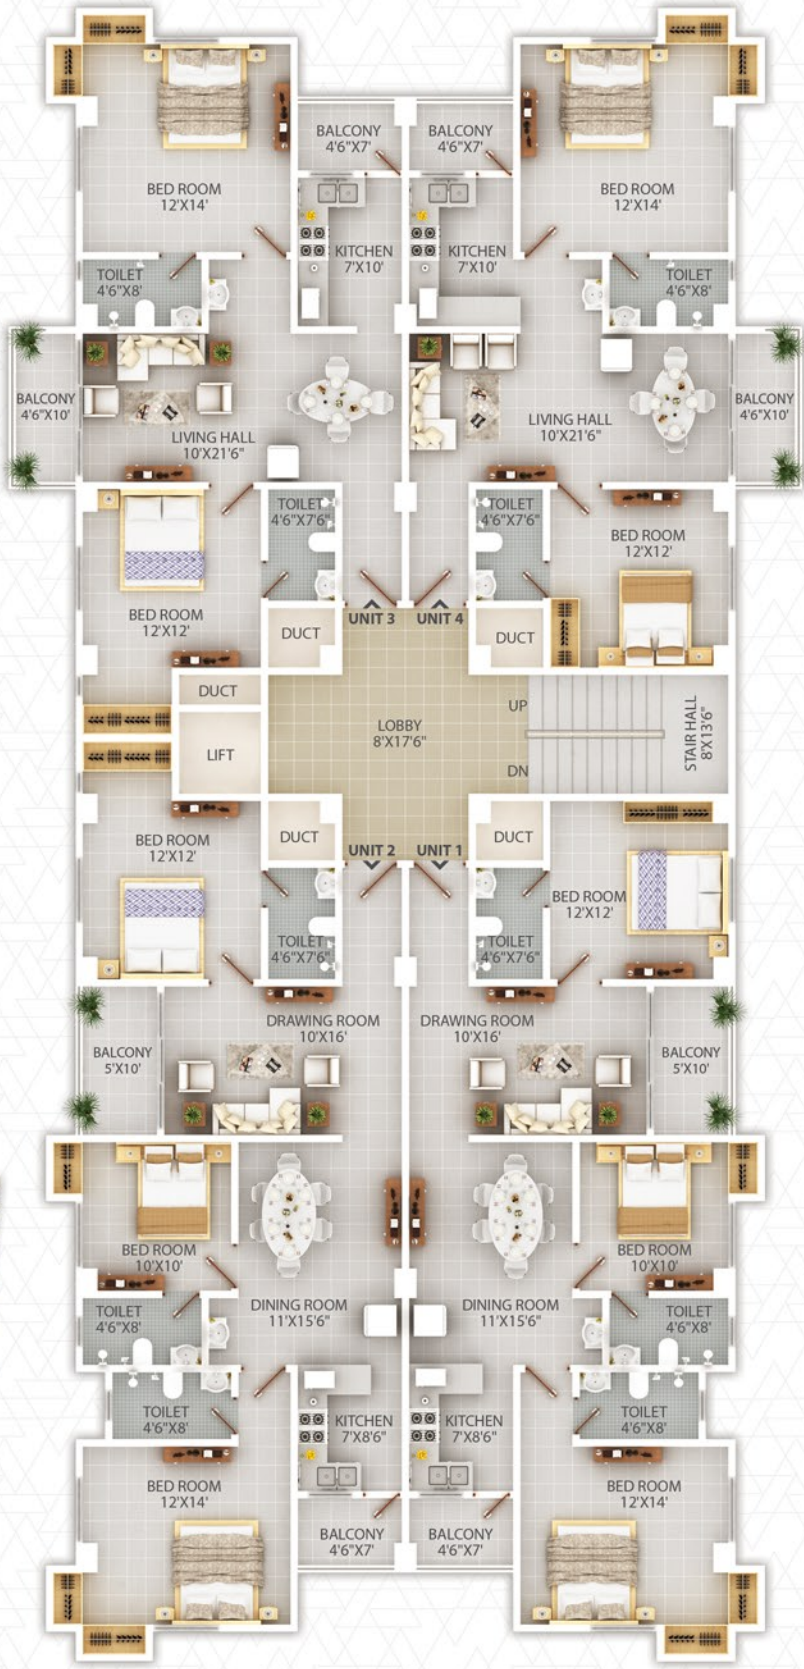 BALCONY
4'6"X7'
BALCONY
4'6"X7'
BED ROOM
12'X14'
BED ROOM
12'X14'
KITCHEN
7'X10'
KITCHEN
7'X10'
TOILET
4'6"X8'
TOILET
4'6"X8'
BALCONY
4'6"X10'
BALCONY
4'6"X10'
LIVING HALL
10'X21'6"
LIVING HALL
10'X21'6"
TOILET
4'6"X7'6"
TOILET
4'6"X7'6"
BED ROOM
12'X12'
BED ROOM
12'X12'
UNIT 3
UNIT 4
DUCT
DUCT
DUCT
LIFT
LOBBY
8'X17'6"
UP
DN
STAIR HALL
8'X13'6"
BED ROOM
12'X12'
DUCT
DUCT
UNIT 2
UNIT 1
BED ROOM
12'X12'
TOILET
4'6"X7'6"
TOILET
4'6"X7'6"
DRAWING ROOM
10'X16'
DRAWING ROOM
10'X16'
BALCONY
5'X10'
BALCONY
5'X10'
BED ROOM
10'X10'
BED ROOM
10'X10'
TOILET
4'6"X8'
DINING ROOM
11'X15'6"
DINING ROOM
11'X15'6"
TOILET
4'6"X8'
TOILET
4'6"X8'
KITCHEN
7'X8'6"
KITCHEN
7'X8'6"
TOILET
4'6"X8'
BED ROOM
12'X14'
BED ROOM
12'X14'
BALCONY
4'6"X7'
BALCONY
4'6"X7'